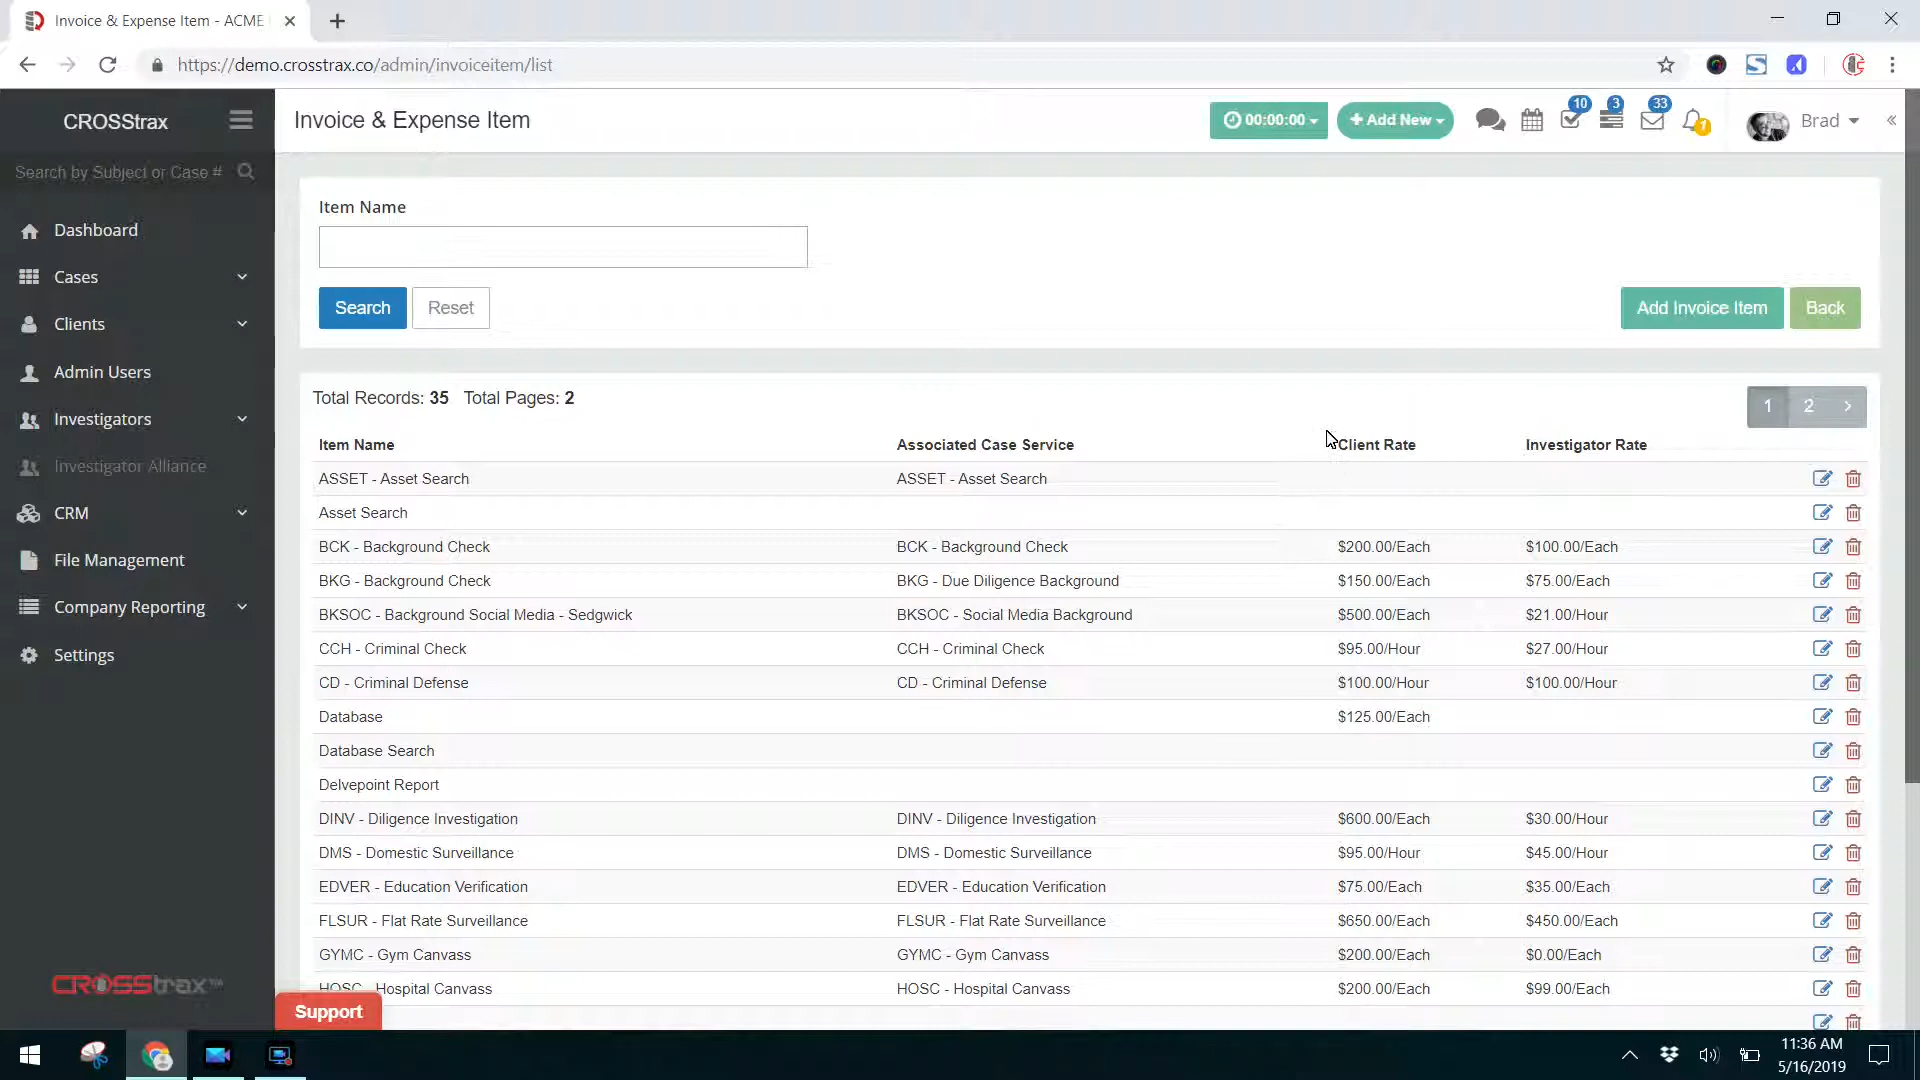 Invoice & Expense Item - ACME
https://demo.crosstrax.co/admin/invoiceitem/list
CROSStrax
Invoice & Expense Item
00:00:00
Add New
10
3
33
1
Brad
Search by Subject or Case #
Dashboard
Cases
Clients
Admin Users
Investigators
Investigator Alliance
CRM
File Management
Company Reporting
Settings
CROSStrax™
Support
Item Name
Search
Reset
Add Invoice Item
Back
Total Records: 35 Total Pages: 2
1 2 >
Item Name Associated Case Service Client Rate Investigator Rate
ASSET - Asset Search ASSET - Asset Search
Asset Search
BCK - Background Check BCK - Background Check $200.00/Each $100.00/Each
BKG - Background Check BKG - Due Diligence Background $150.00/Each $75.00/Each
BKSOC - Background Social Media - Sedgwick BKSOC - Social Media Background $500.00/Each $21.00/Hour
CCH - Criminal Check CCH - Criminal Check $95.00/Hour $27.00/Hour
CD - Criminal Defense CD - Criminal Defense $100.00/Hour $100.00/Hour
Database $125.00/Each
Database Search
Delvepoint Report
DINV - Diligence Investigation DINV - Diligence Investigation $600.00/Each $30.00/Hour
DMS - Domestic Surveillance DMS - Domestic Surveillance $95.00/Hour $45.00/Hour
EDVER - Education Verification EDVER - Education Verification $75.00/Each $35.00/Each
FLSUR - Flat Rate Surveillance FLSUR - Flat Rate Surveillance $650.00/Each $450.00/Each
GYMC - Gym Canvass GYMC - Gym Canvass $200.00/Each $0.00/Each
HOSC - Hospital Canvass HOSC - Hospital Canvass $200.00/Each $99.00/Each
11:36 AM
5/16/2019